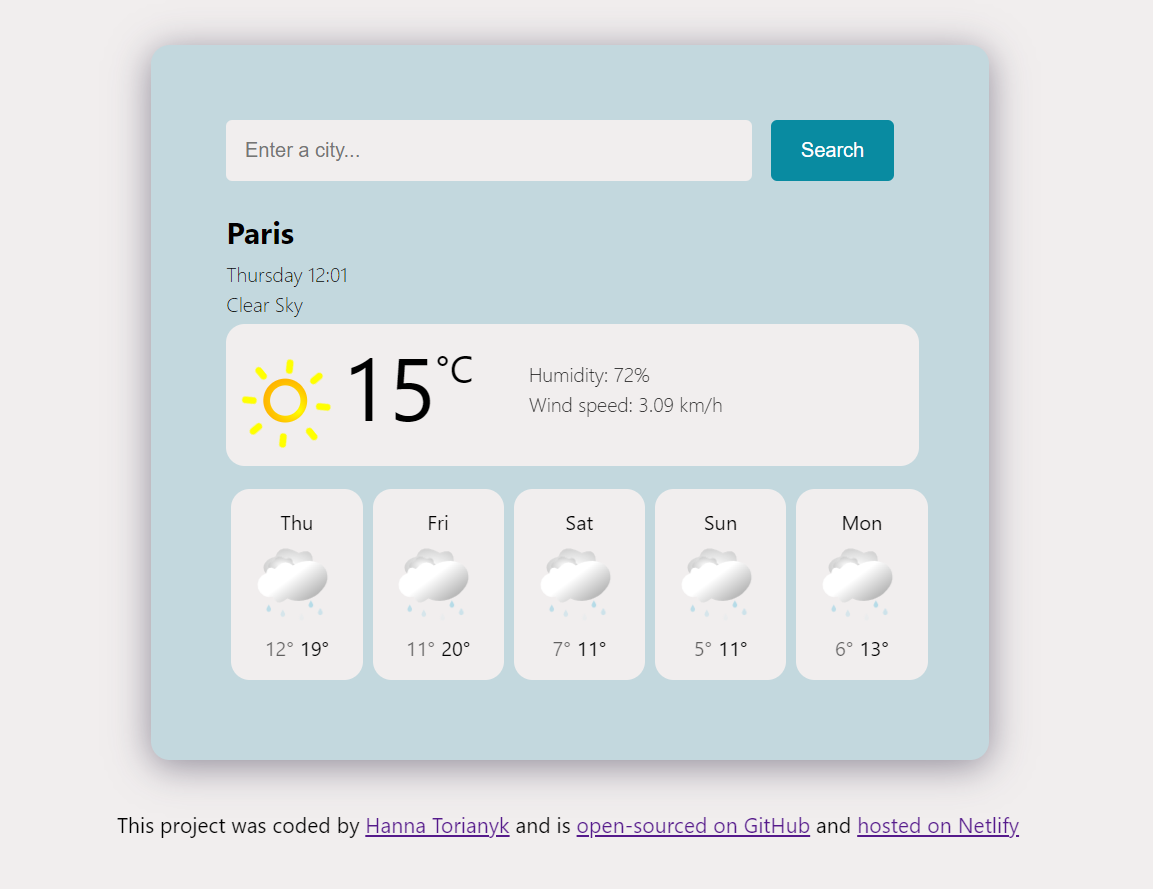 Enter a city...
Search
Paris
Thursday 12:01
Clear Sky
15°C
Humidity: 72%
Wind speed: 3.09 km/h
Thu
Fri
Sat
Sun
Mon
12° 19°
11° 20°
7° 11°
5° 11°
6° 13°
This project was coded by Hanna Torianyk and is open-sourced on GitHub and hosted on Netlify